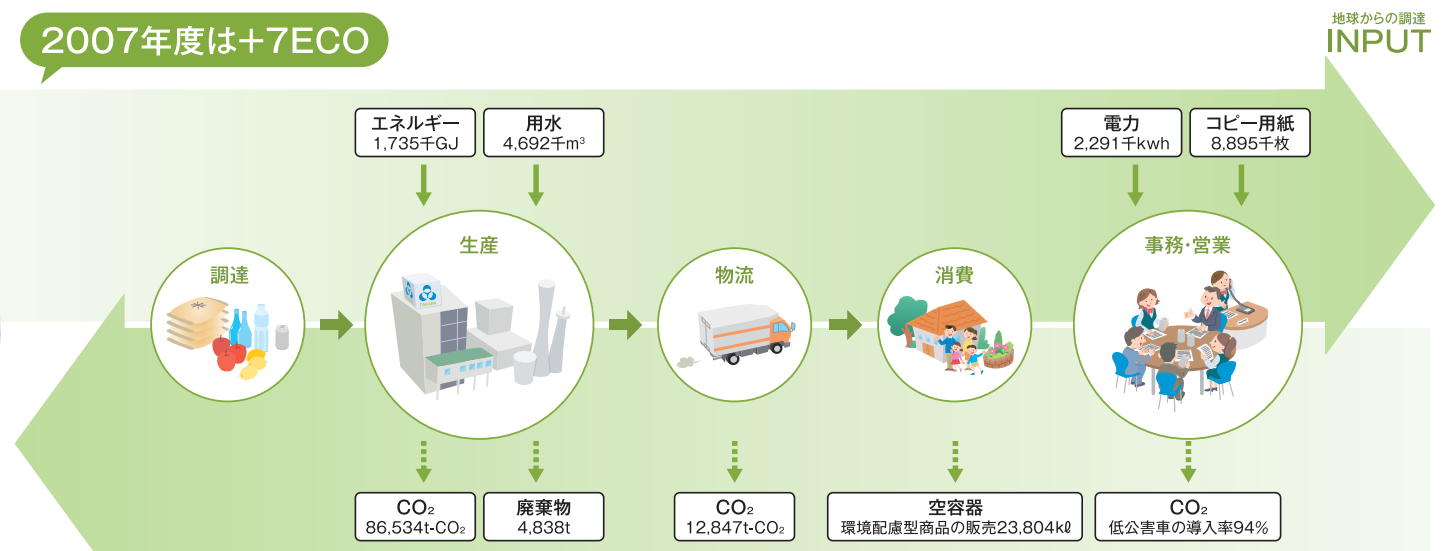 2007年度は+7ECO
地球からの調達
INPUT
エネルギー
1,735千GJ
用水
4,692千m³
電力
2,291千kwh
コピー用紙
8,895千枚
調達
生産
物流
消費
事務・営業
CO₂
86,534t-CO₂
廃棄物
4,838t
CO₂
12,847t-CO₂
空容器
環境配慮型商品の販売23,804kℓ
CO₂
低公害車の導入率94%